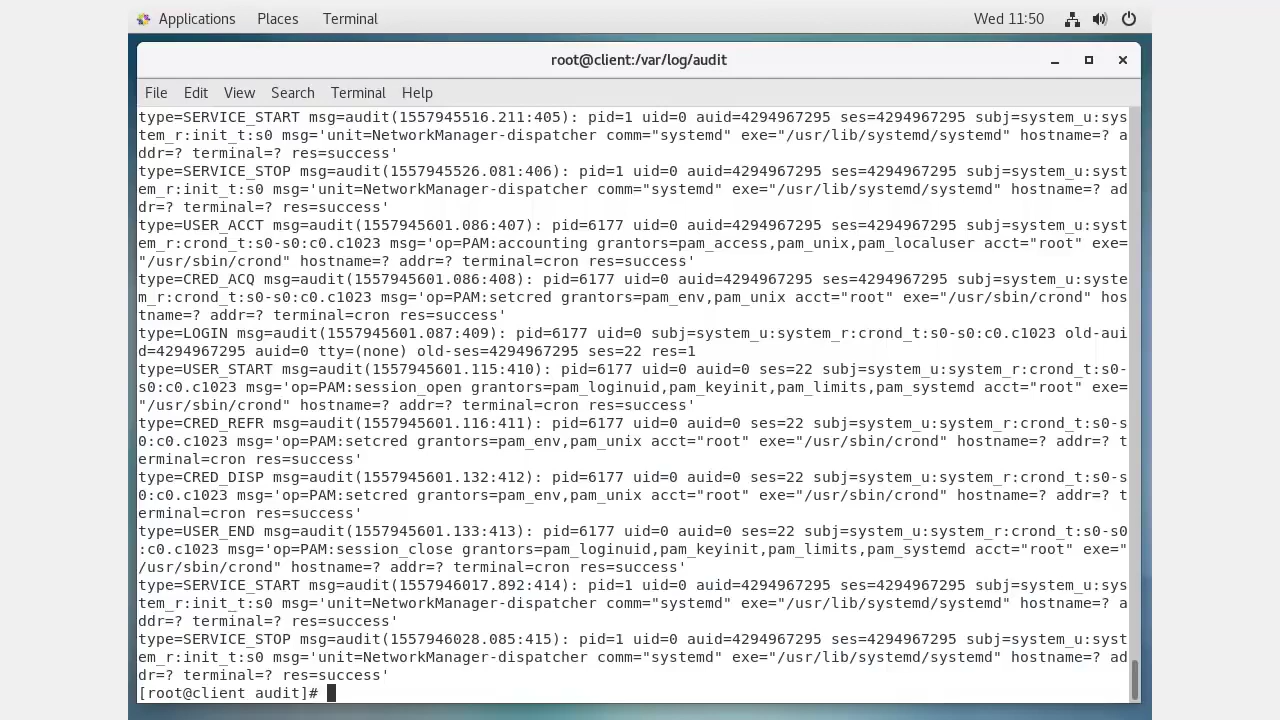 Applications Places Terminal Wed 11:50
root@client:/var/log/audit
File Edit View Search Terminal Help
type=SERVICE_START msg=audit(1557945516.211:405): pid=1 uid=0 auid=4294967295 ses=4294967295 subj=system_u:sys
tem_r:init_t:s0 msg='unit=NetworkManager-dispatcher comm="systemd" exe="/usr/lib/systemd/systemd" hostname=? a
ddr=? terminal=? res=success'
type=SERVICE_STOP msg=audit(1557945526.081:406): pid=1 uid=0 auid=4294967295 ses=4294967295 subj=system_u:syst
em_r:init_t:s0 msg='unit=NetworkManager-dispatcher comm="systemd" exe="/usr/lib/systemd/systemd" hostname=? ad
dr=? terminal=? res=success'
type=USER_ACCT msg=audit(1557945601.086:407): pid=6177 uid=0 auid=4294967295 ses=4294967295 subj=system_u:syst
em_r:crond_t:s0-s0:c0.c1023 msg='op=PAM:accounting grantors=pam_access,pam_unix,pam_localuser acct="root" exe=
"/usr/sbin/crond" hostname=? addr=? terminal=cron res=success'
type=CRED_ACQ msg=audit(1557945601.086:408): pid=6177 uid=0 auid=4294967295 ses=4294967295 subj=system_u:syste
m_r:crond_t:s0-s0:c0.c1023 msg='op=PAM:setcred grantors=pam_env,pam_unix acct="root" exe="/usr/sbin/crond" hos
tname=? addr=? terminal=cron res=success'
type=LOGIN msg=audit(1557945601.087:409): pid=6177 uid=0 subj=system_u:system_r:crond_t:s0-s0:c0.c1023 old-aui
d=4294967295 auid=0 tty=(none) old-ses=4294967295 ses=22 res=1
type=USER_START msg=audit(1557945601.115:410): pid=6177 uid=0 auid=0 ses=22 subj=system_u:system_r:crond_t:s0-
s0:c0.c1023 msg='op=PAM:session_open grantors=pam_loginuid,pam_keyinit,pam_limits,pam_systemd acct="root" exe=
"/usr/sbin/crond" hostname=? addr=? terminal=cron res=success'
type=CRED_REFR msg=audit(1557945601.116:411): pid=6177 uid=0 auid=0 ses=22 subj=system_u:system_r:crond_t:s0-s
0:c0.c1023 msg='op=PAM:setcred grantors=pam_env,pam_unix acct="root" exe="/usr/sbin/crond" hostname=? addr=? t
erminal=cron res=success'
type=CRED_DISP msg=audit(1557945601.132:412): pid=6177 uid=0 auid=0 ses=22 subj=system_u:system_r:crond_t:s0-s
0:c0.c1023 msg='op=PAM:setcred grantors=pam_env,pam_unix acct="root" exe="/usr/sbin/crond" hostname=? addr=? t
erminal=cron res=success'
type=USER_END msg=audit(1557945601.133:413): pid=6177 uid=0 auid=0 ses=22 subj=system_u:system_r:crond_t:s0-s0
:c0.c1023 msg='op=PAM:session_close grantors=pam_loginuid,pam_keyinit,pam_limits,pam_systemd acct="root" exe="
/usr/sbin/crond" hostname=? addr=? terminal=cron res=success'
type=SERVICE_START msg=audit(1557946017.892:414): pid=1 uid=0 auid=4294967295 ses=4294967295 subj=system_u:sys
tem_r:init_t:s0 msg='unit=NetworkManager-dispatcher comm="systemd" exe="/usr/lib/systemd/systemd" hostname=? a
ddr=? terminal=? res=success'
type=SERVICE_STOP msg=audit(1557946028.085:415): pid=1 uid=0 auid=4294967295 ses=4294967295 subj=system_u:syst
em_r:init_t:s0 msg='unit=NetworkManager-dispatcher comm="systemd" exe="/usr/lib/systemd/systemd" hostname=? ad
dr=? terminal=? res=success'
[root@client audit]#